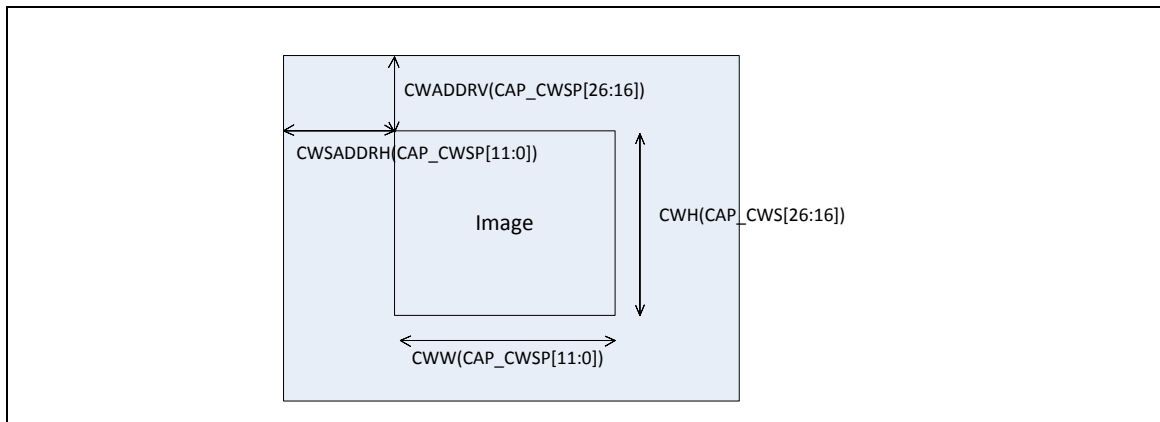 CWADDRV(CAP_CWSP[26:16])
CWSADDRH(CAP_CWSP[11:0])
CWH(CAP_CWS[26:16])
Image
CWW(CAP_CWSP[11:0])